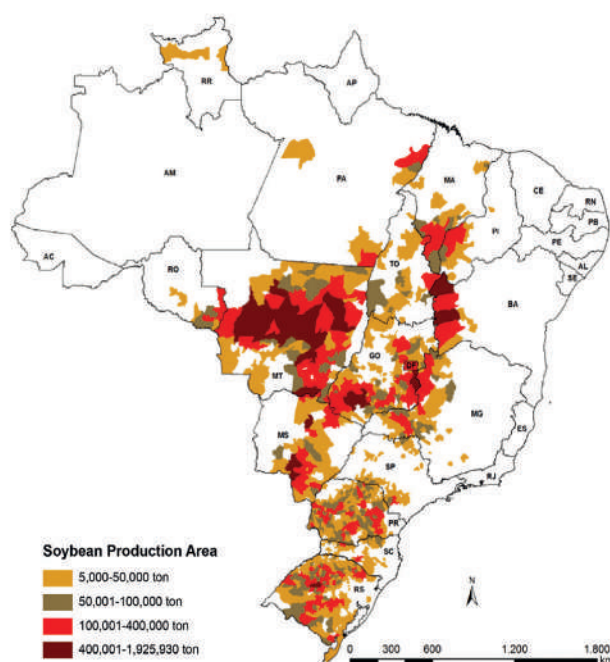 RR
AP
AM
PA
MA
CE
RN
PB
PI
PE
AC
TO
AL
RO
SE
BA
GO
DF
MT
MG
MS
ES
SP
RJ
PR
SC
Soybean Production Area
5,000-50,000 ton
50,001-100,000 ton
100,001-400,000 ton
400,001-1,925,930 ton
RS
N
0 300 600 1.200 1.800